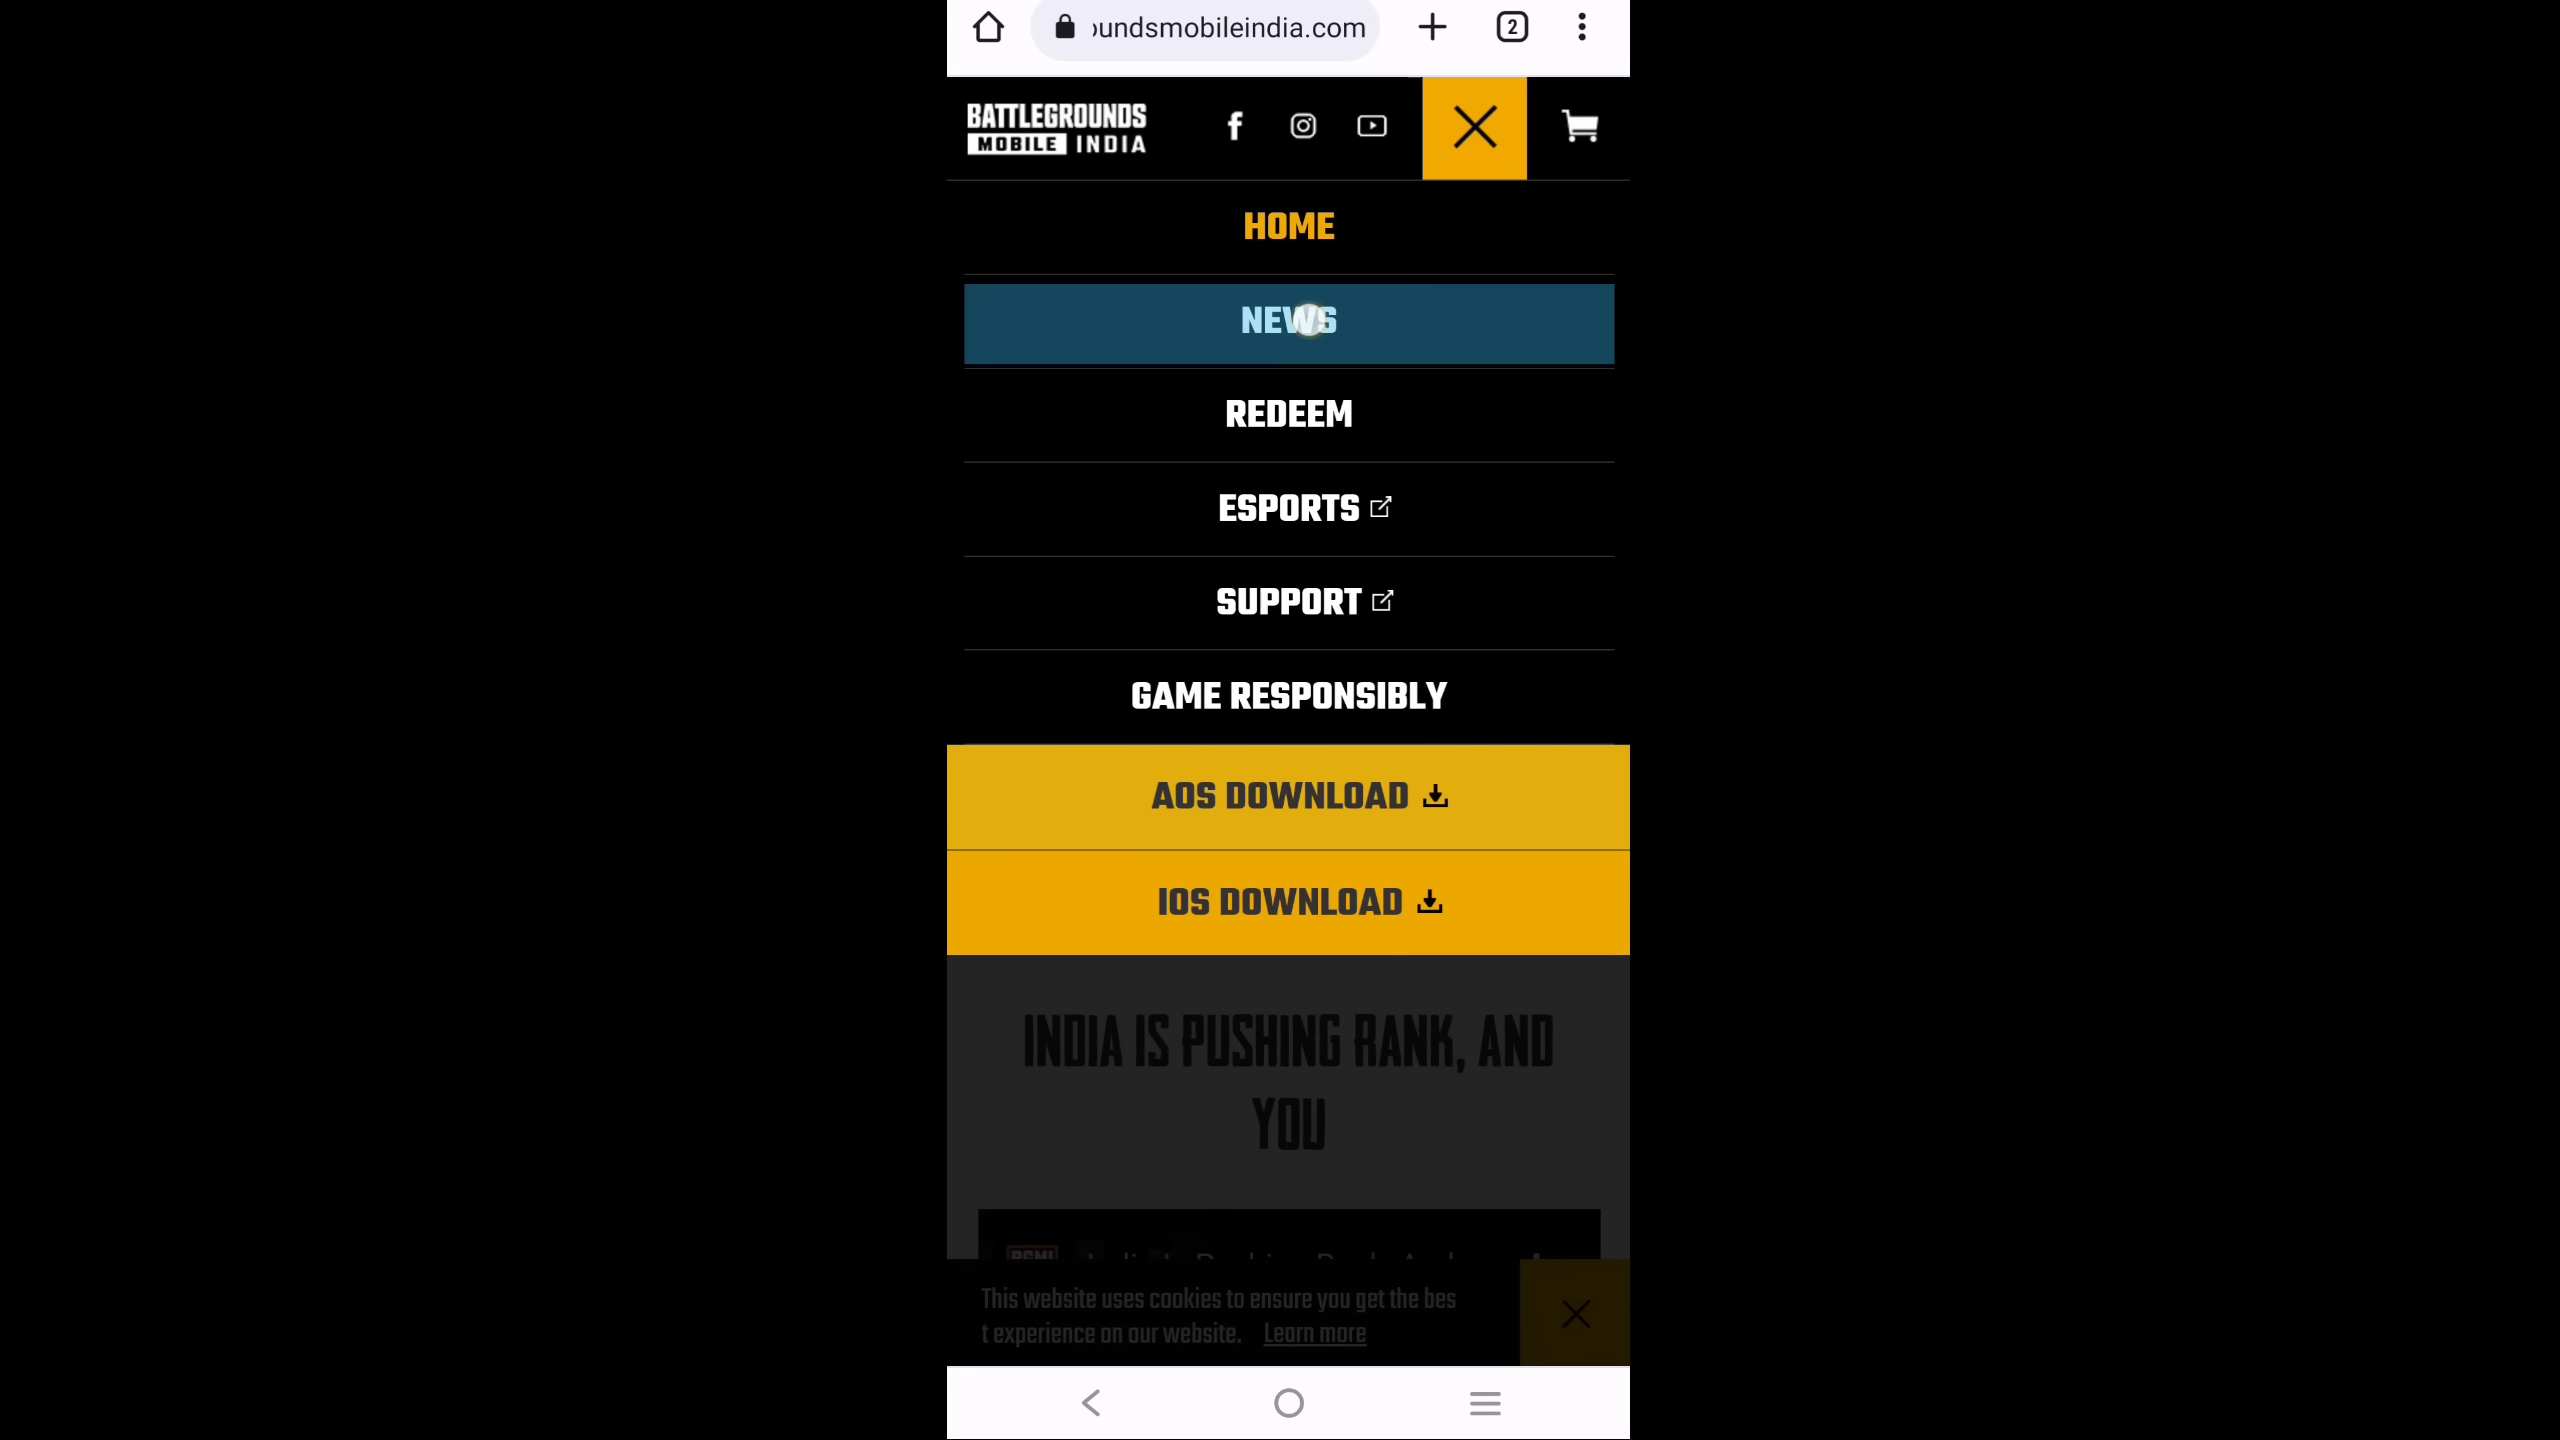 oundsmobileindia.com
2
BATTLEGROUNDS
MOBILE INDIA
HOME
NEWS
REDEEM
ESPORTS
SUPPORT
GAME RESPONSIBLY
AOS DOWNLOAD
IOS DOWNLOAD
INDIA IS PUSHING RANK, AND
YOU
BGMI
This website uses cookies to ensure you get the bes
t experience on our website. Learn more